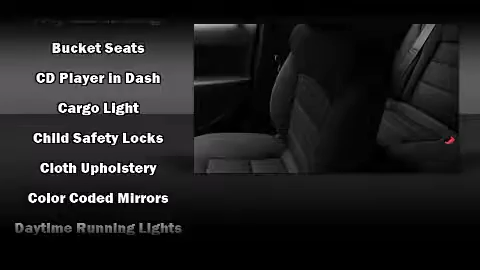 Bucket Seats
CD Player in Dash
Cargo Light
Child Safety Locks
Cloth Upholstery
Color Coded Mirrors
Daytime Running Lights